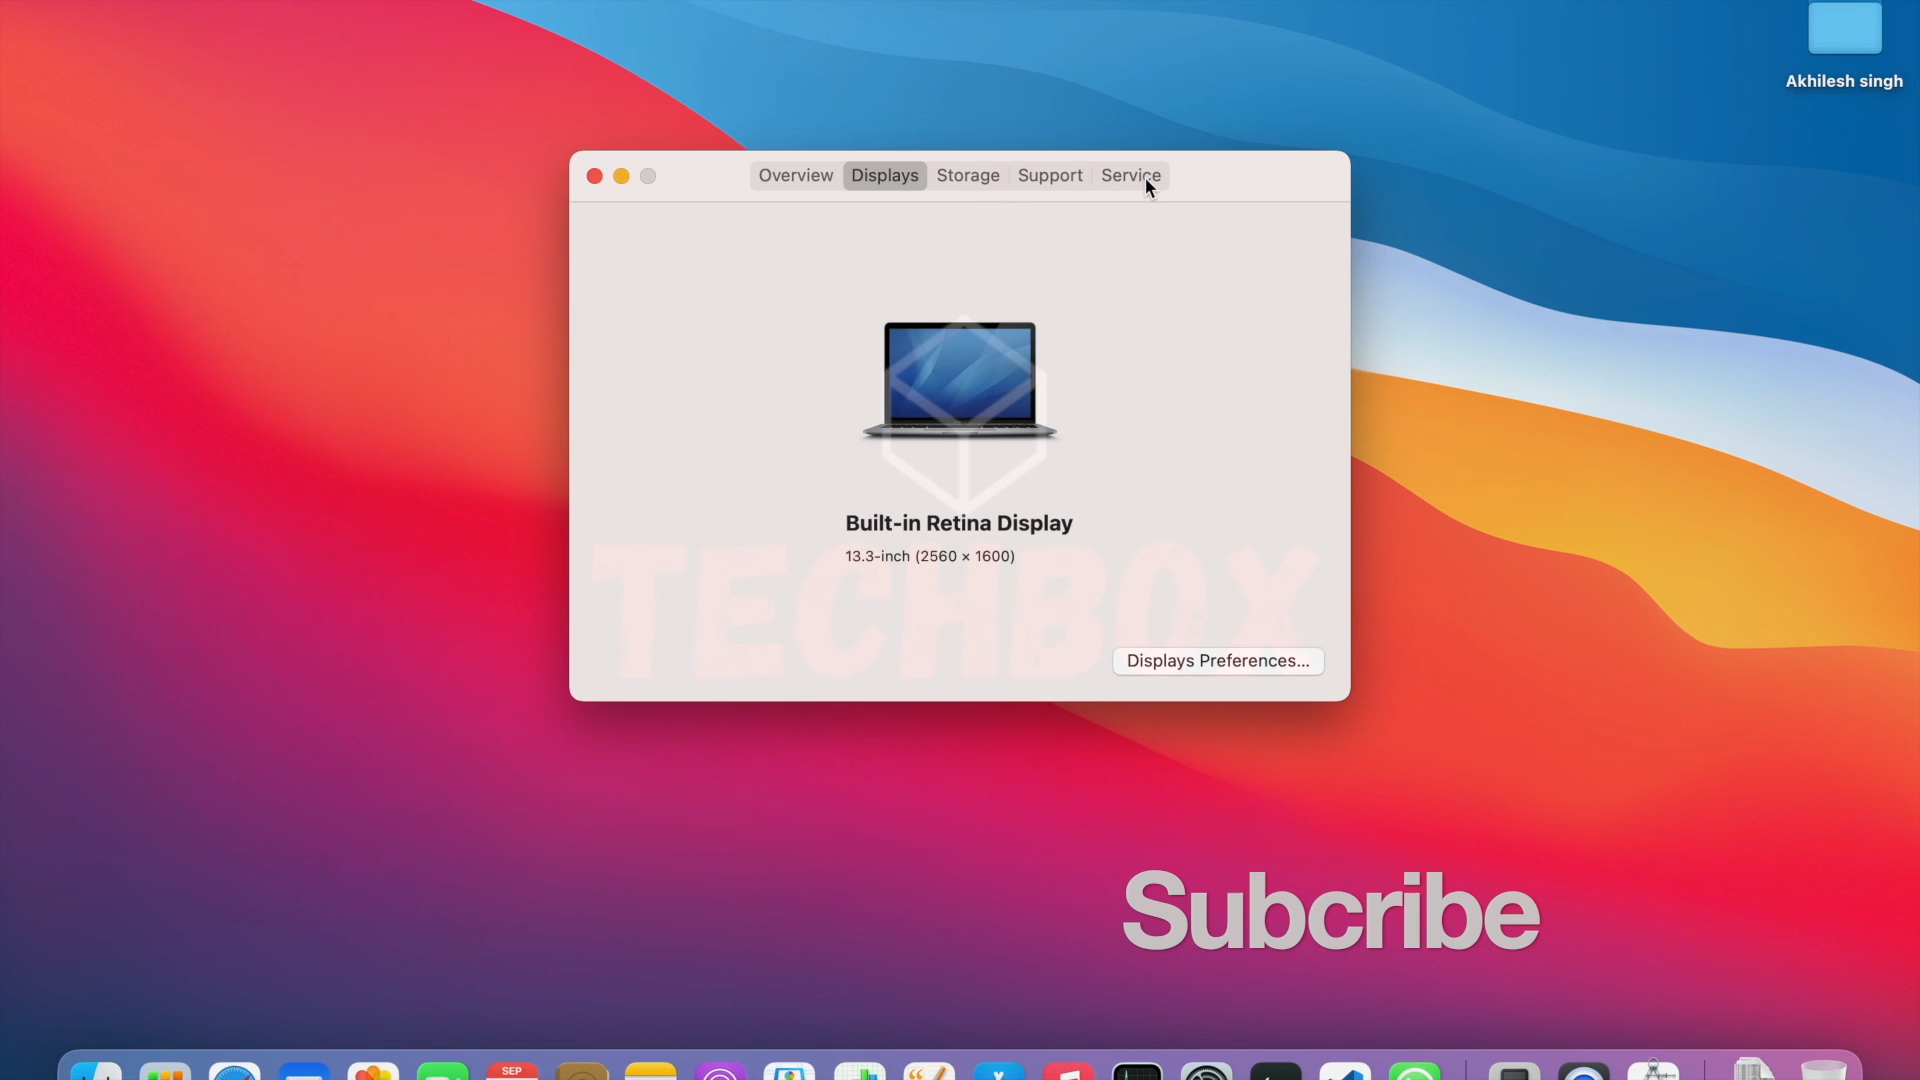 Akhilesh singh
Overview Displays Storage Support Service
Built-in Retina Display
13.3-inch (2560 × 1600)
TECHBOX
Displays Preferences...
Subcribe
SEP